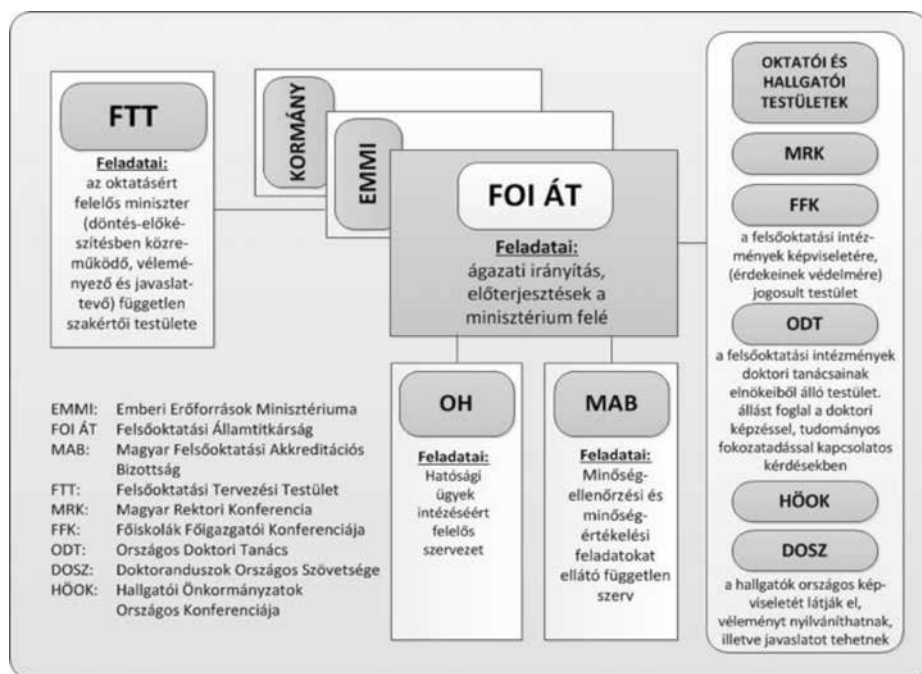 FTT
Feladatai:
az oktatásért
felelős miniszter
(döntés-előké-
szítésben közre-
működő, vélemé-
nyező és javaslat-
tevő) független
szakértői testülete
KORMÁNY
EMMI
FOI ÁT
Feladatai:
ágazati irányítás,
előterjesztések a
minisztérium felé
OKTATÓI ÉS
HALLGATÓI
TESTÜLETEK
MRK
FFK
a felsőoktatási intéz-
mények képviseletére,
(érdekeinek védelmére)
jogosult testület
ODT
a felsőoktatási intézmények
doktori tanácsainak
elnökeiből álló testület.
állást foglal a doktori
képzéssel, tudományos
fokozatadással kapcsolatos
kérdésekben
HÖOK
DOSZ
a hallgatók országos kép-
viseletét látják el,
véleményt nyilváníthatnak,
illetve javaslatot tehetnek
OH
Feladatai:
Hatósági
ügyek
intézéséért
felelős
szervezet
MAB
Feladatai:
Minőség-
ellenőrzési és
minőség-
értékelési
feladatokat
ellátó független
szerv
EMMI: Emberi Erőforrások Minisztériuma
FOI ÁT Felsőoktatási Államtitkárság
MAB: Magyar Felsőoktatási Akkreditációs
Bizottság
FTT: Felsőoktatási Tervezési Testület
MRK: Magyar Rektori Konferencia
FFK: Főiskolák Főigazgatói Konferenciája
ODT: Országos Doktori Tanács
DOSZ: Doktoranduszok Országos Szövetsége
HÖOK: Hallgatói Önkormányzatok
Országos Konferenciája